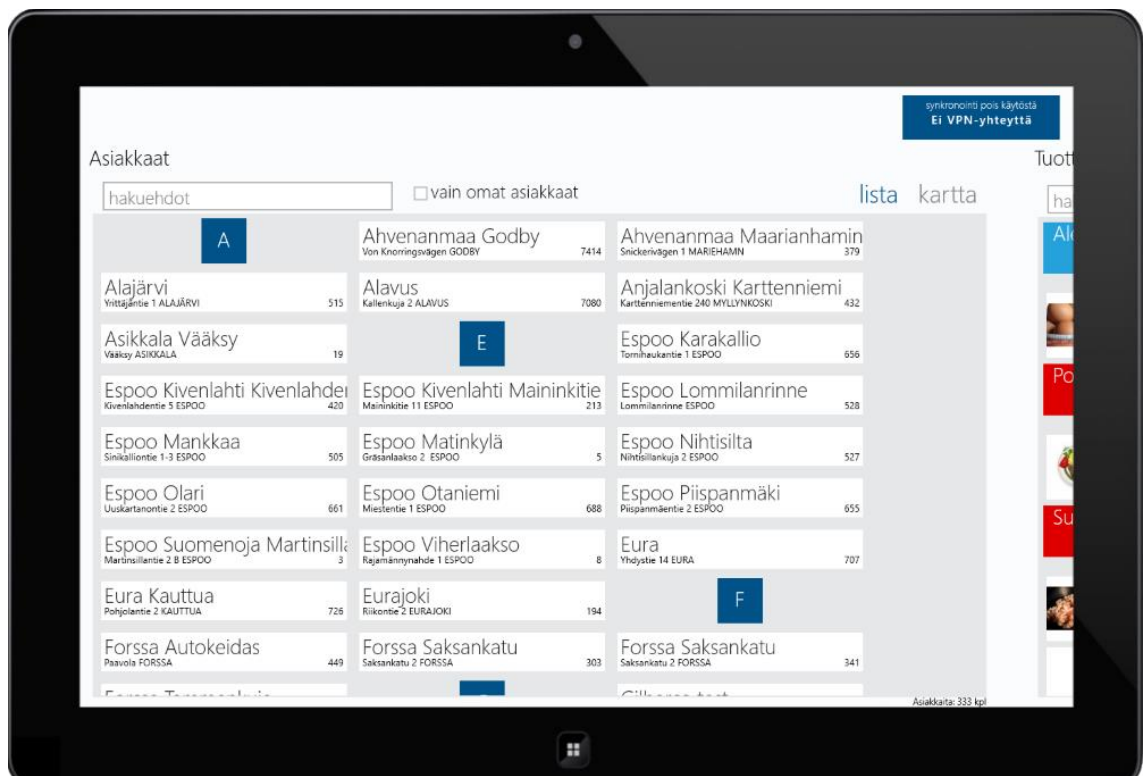 synkronointi pois käytöstä
Ei VPN-yhteyttä
Asiakkaat
hakuehdot
vain omat asiakkaat
lista kartta
A
Ahvenanmaa Godby
Von Knorringsvägen GODBY 7414
Ahvenanmaa Maarianhamin
Snickerivägen 1 MARIEHAMN 379
Alajärvi
Yrittäjäntie 1 ALAJÄRVI 515
Alavus
Kallenkuja 2 ALAVUS 7080
Anjalankoski Karttenniemi
Karttenniementie 240 MYLLYNKOSKI 432
Asikkala Vääksy
Vääksy ASIKKALA 19
E
Espoo Karakallio
Tornihaukantie 1 ESPOO 656
Espoo Kivenlahti Kivenlahder
Kivenlahdentie 5 ESPOO 420
Espoo Kivenlahti Maininkitie
Maininkitie 11 ESPOO 213
Espoo Lommilanrinne
Lommilanrinne ESPOO 528
Espoo Mankkaa
Sinikalliontie 1-3 ESPOO 505
Espoo Matinkylä
Gräsanlaakso 2 ESPOO 5
Espoo Nihtisilta
Nihtisillankuja 2 ESPOO 527
Espoo Olari
Uuskartanontie 2 ESPOO 661
Espoo Otaniemi
Miestentie 1 ESPOO 688
Espoo Piispanmäki
Piispanmäentie 2 ESPOO 655
Espoo Suomenoja Martinsilla
Martinsillantie 2 B ESPOO 3
Espoo Viherlaakso
Rajamännynahde 1 ESPOO 8
Eura
Yhdystie 14 EURA 707
Eura Kauttua
Pohjolantie 2 KAUTTUA 726
Eurajoki
Riikontie 2 EURAJOKI 194
F
Forssa Autokeidas
Paavola FORSSA 449
Forssa Saksankatu
Saksankatu 2 FORSSA 303
Forssa Saksankatu
Saksankatu 2 FORSSA 341
Asiakkaita: 333 kpl
Tuott
ha
Ale
Po
Su